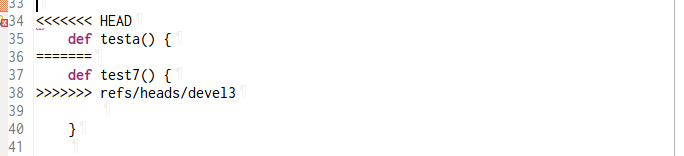 33
34 <<<<<<< HEAD¶
35     def testa() {¶
36 =======¶
37     def test7() {¶
38 >>>>>>> refs/heads/devel3¶
39         ¶
40     }¶
41     ¶